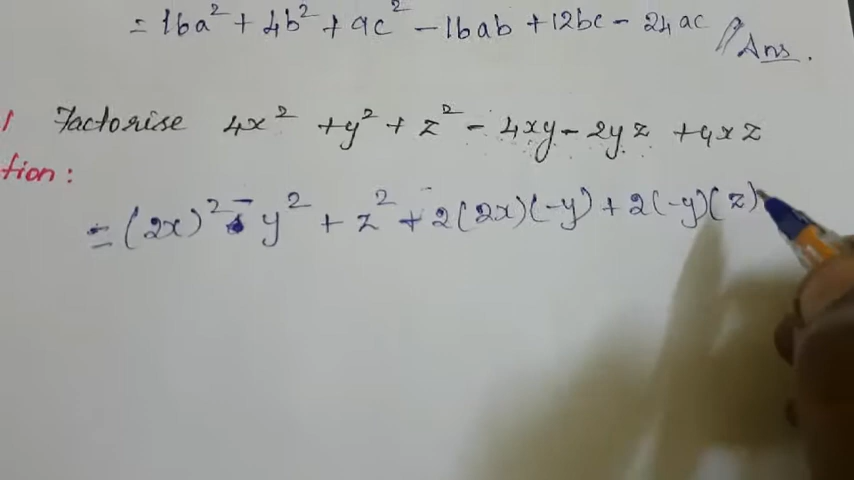 = 16a² + 4b² + 9c² - 16ab + 12bc - 24ac // Ans.
1 Factorise 4x² + y² + z² - 4xy - 2yz + 4xz
tion:
= (2x)² - y² + z² + 2(2x)(-y) + 2(-y)(z)